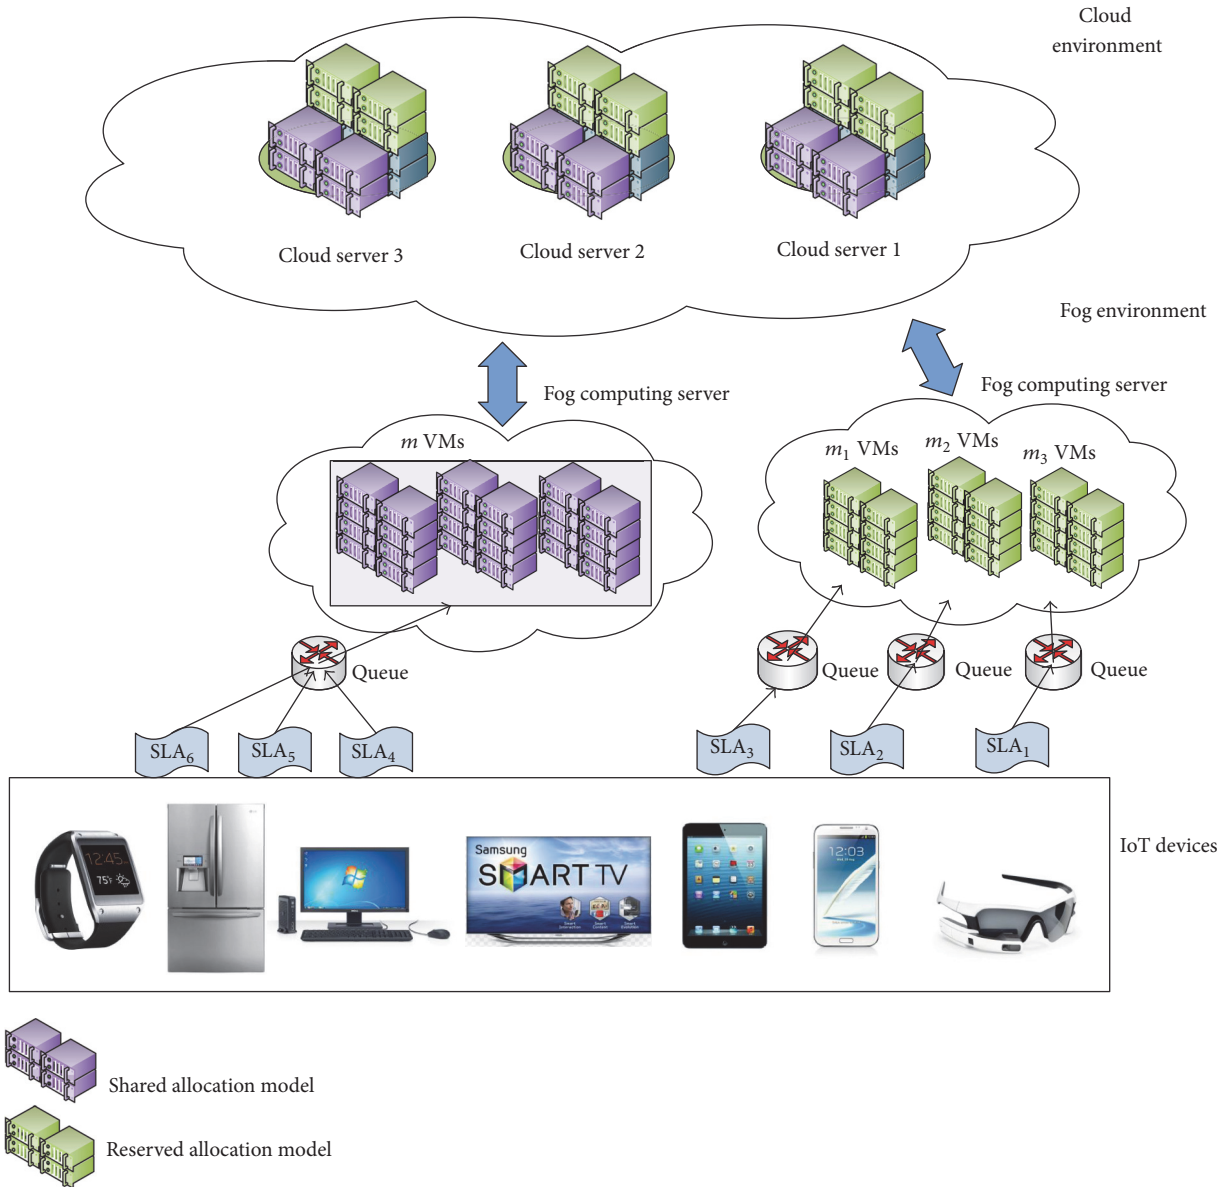 Cloud
environment
Cloud server 3
Cloud server 2
Cloud server 1
Fog environment
Fog computing server
Fog computing server
m VMs
m₁ VMs
m₂ VMs
m₃ VMs
Queue
Queue
Queue
Queue
SLA₆
SLA₅
SLA₄
SLA₃
SLA₂
SLA₁
IoT devices
12:45
75°F
Samsung
SMART TV
12:03
Shared allocation model
Reserved allocation model